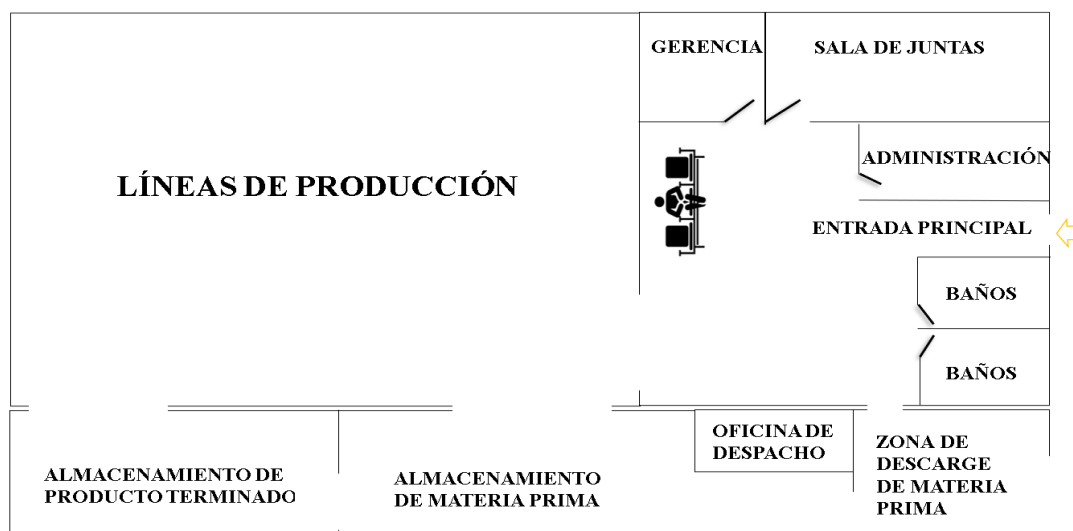 GERENCIA
SALA DE JUNTAS
LÍNEAS DE PRODUCCIÓN
ADMINISTRACIÓN
ENTRADA PRINCIPAL
BAÑOS
BAÑOS
OFICINA DE
DESPACHO
ZONA DE
DESCARGE
DE MATERIA
PRIMA
ALMACENAMIENTO DE
PRODUCTO TERMINADO
ALMACENAMIENTO
DE MATERIA PRIMA